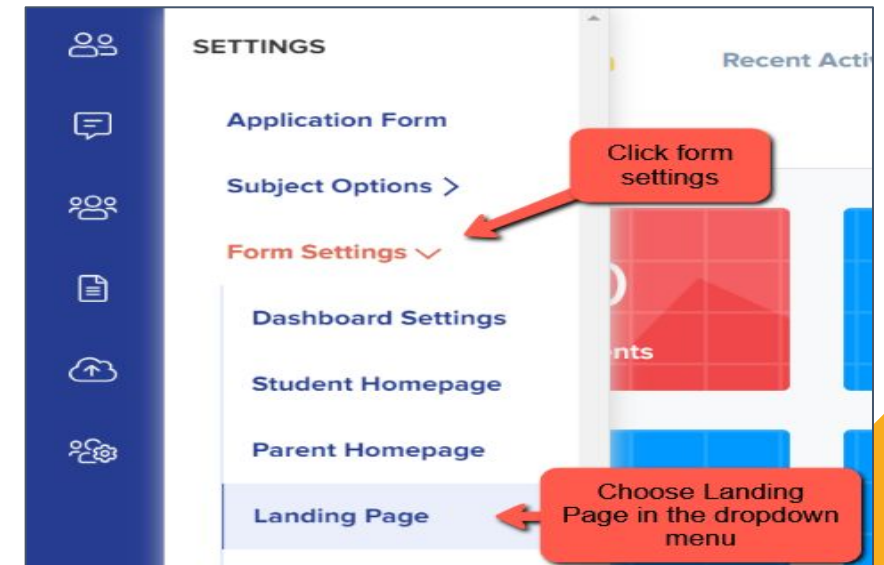 SETTINGS
Recent Acti
Application Form
Click form
settings
Subject Options >
Form Settings
Dashboard Settings
nts
Student Homepage
Parent Homepage
Landing Page
Choose Landing
Page in the dropdown
menu